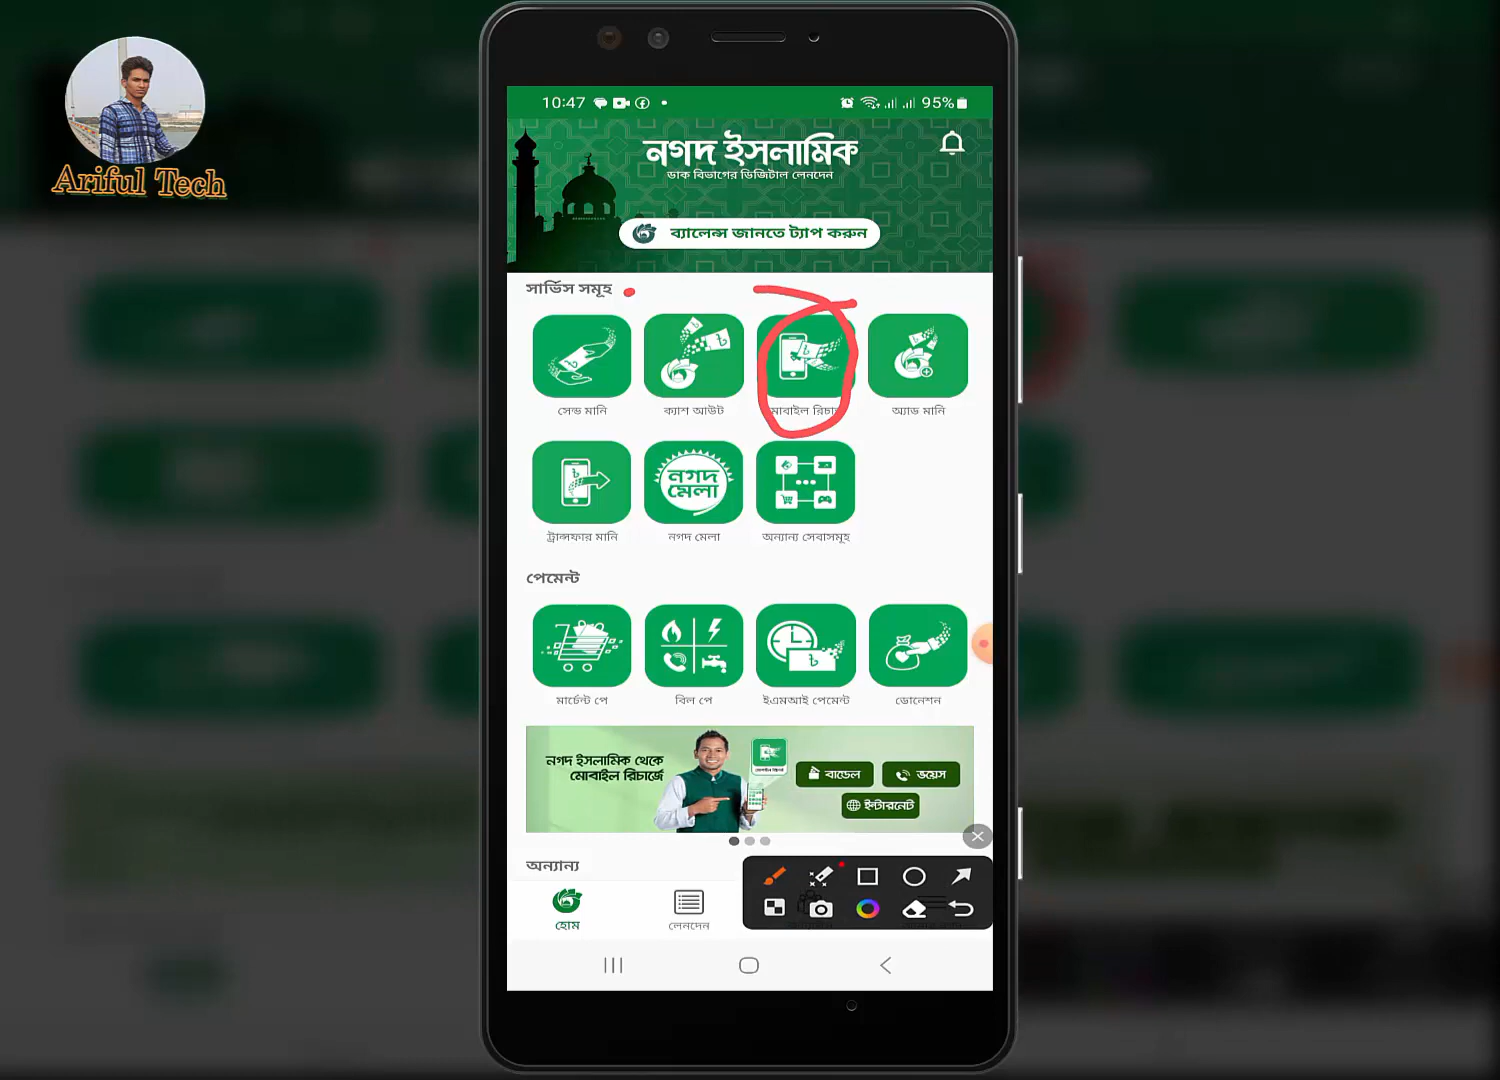 Ariful Tech
10:47
95%
নগদ ইসলামিক
ডাক বিভাগের ডিজিটাল লেনদেন
ব্যালেন্স জানতে ট্যাপ করুন
সার্ভিস সমূহ
সেন্ড মানি
ক্যাশ আউট
মোবাইল রিচা
অ্যাড মানি
নগদ মেলা
ট্রান্সফার মানি
নগদ মেলা
অন্যান্য সেবাসমূহ
পেমেন্ট
মার্চেন্ট পে
বিল পে
ইএমআই পেমেন্ট
ডোনেশন
নগদ ইসলামিক থেকে
মোবাইল রিচার্জে
বান্ডেল
ভয়েস
ইন্টারনেট
অন্যান্য
হোম
লেনদেন